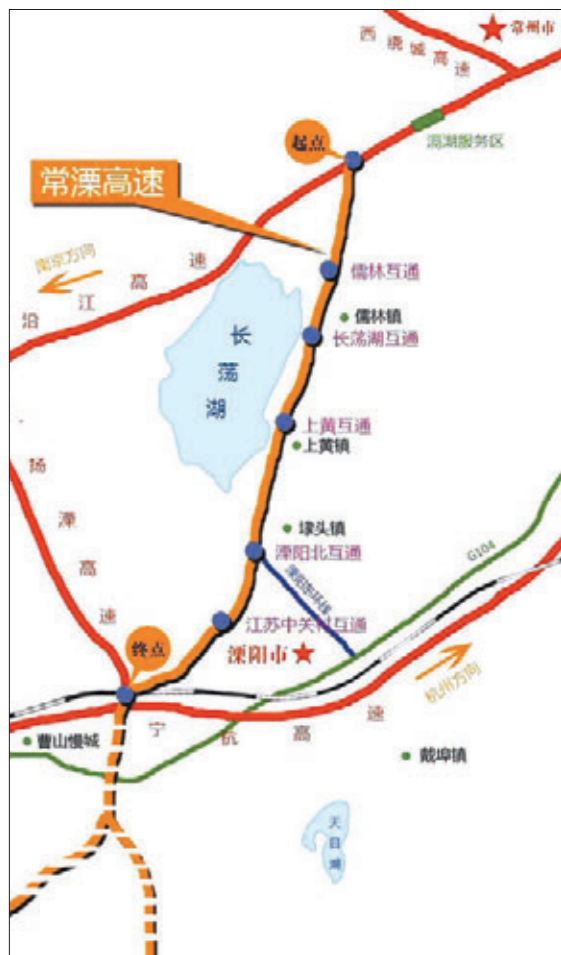 常州市
西绕城高速
滆湖服务区
起点
常溧高速
南京方向
沿江高速
儒林互通
儒林镇
长荡湖互通
长荡湖
上黄互通
上黄镇
扬溧高速
埭头镇
溧阳北互通
G104
江苏中关村互通
溧阳市
终点
杭州方向
宁杭高速
曹山慢城
戴埠镇
天目湖